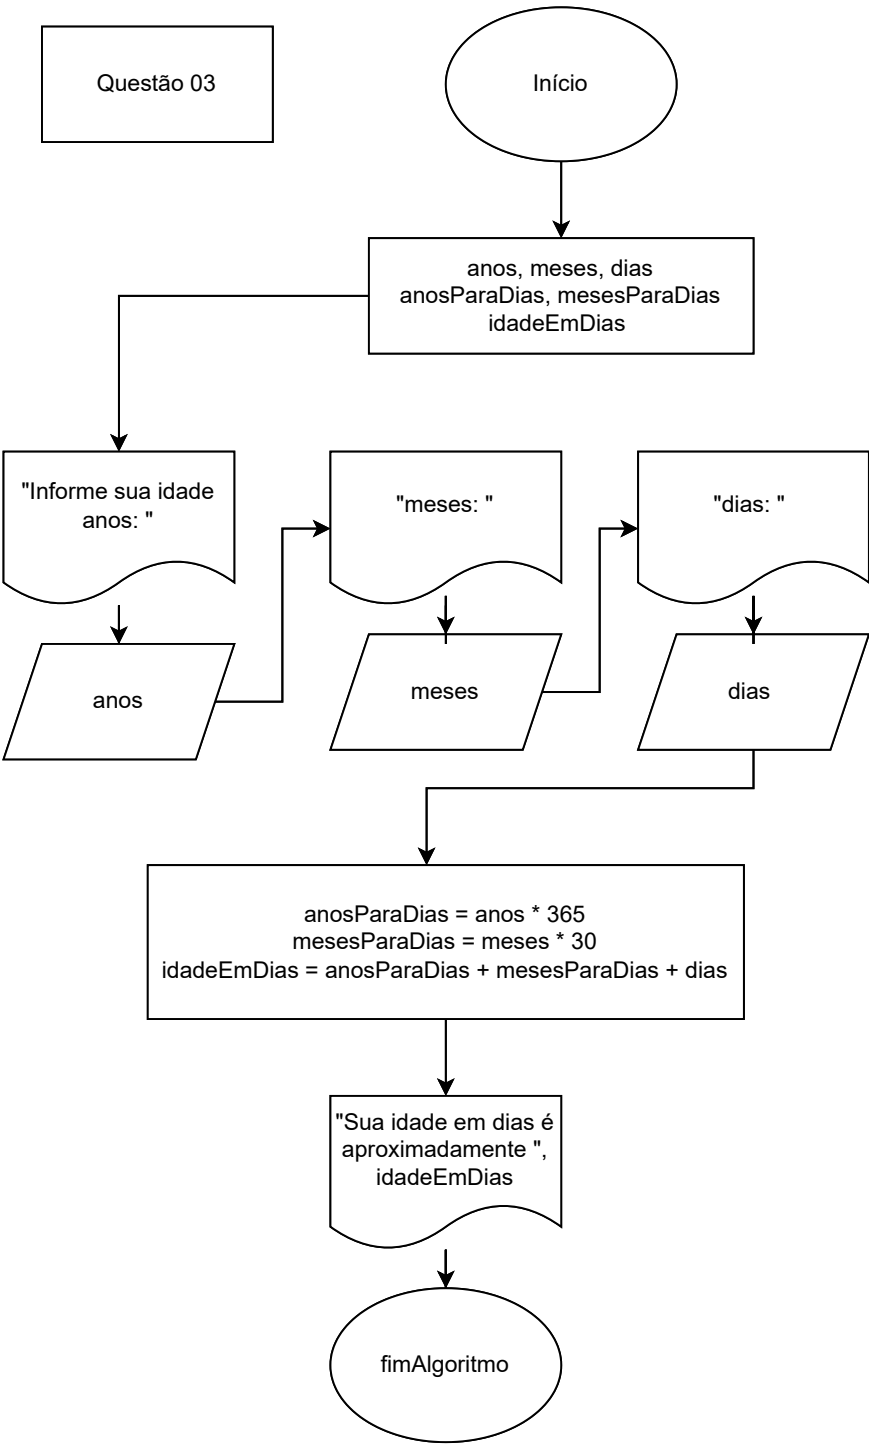 Questão 03
Início
anos, meses, dias
anosParaDias, mesesParaDias
idadeEmDias
"Informe sua idade
anos: "
anos
"meses: "
meses
"dias: "
dias
anosParaDias = anos * 365
mesesParaDias = meses * 30
idadeEmDias = anosParaDias + mesesParaDias + dias
"Sua idade em dias é
aproximadamente ",
idadeEmDias
fimAlgoritmo